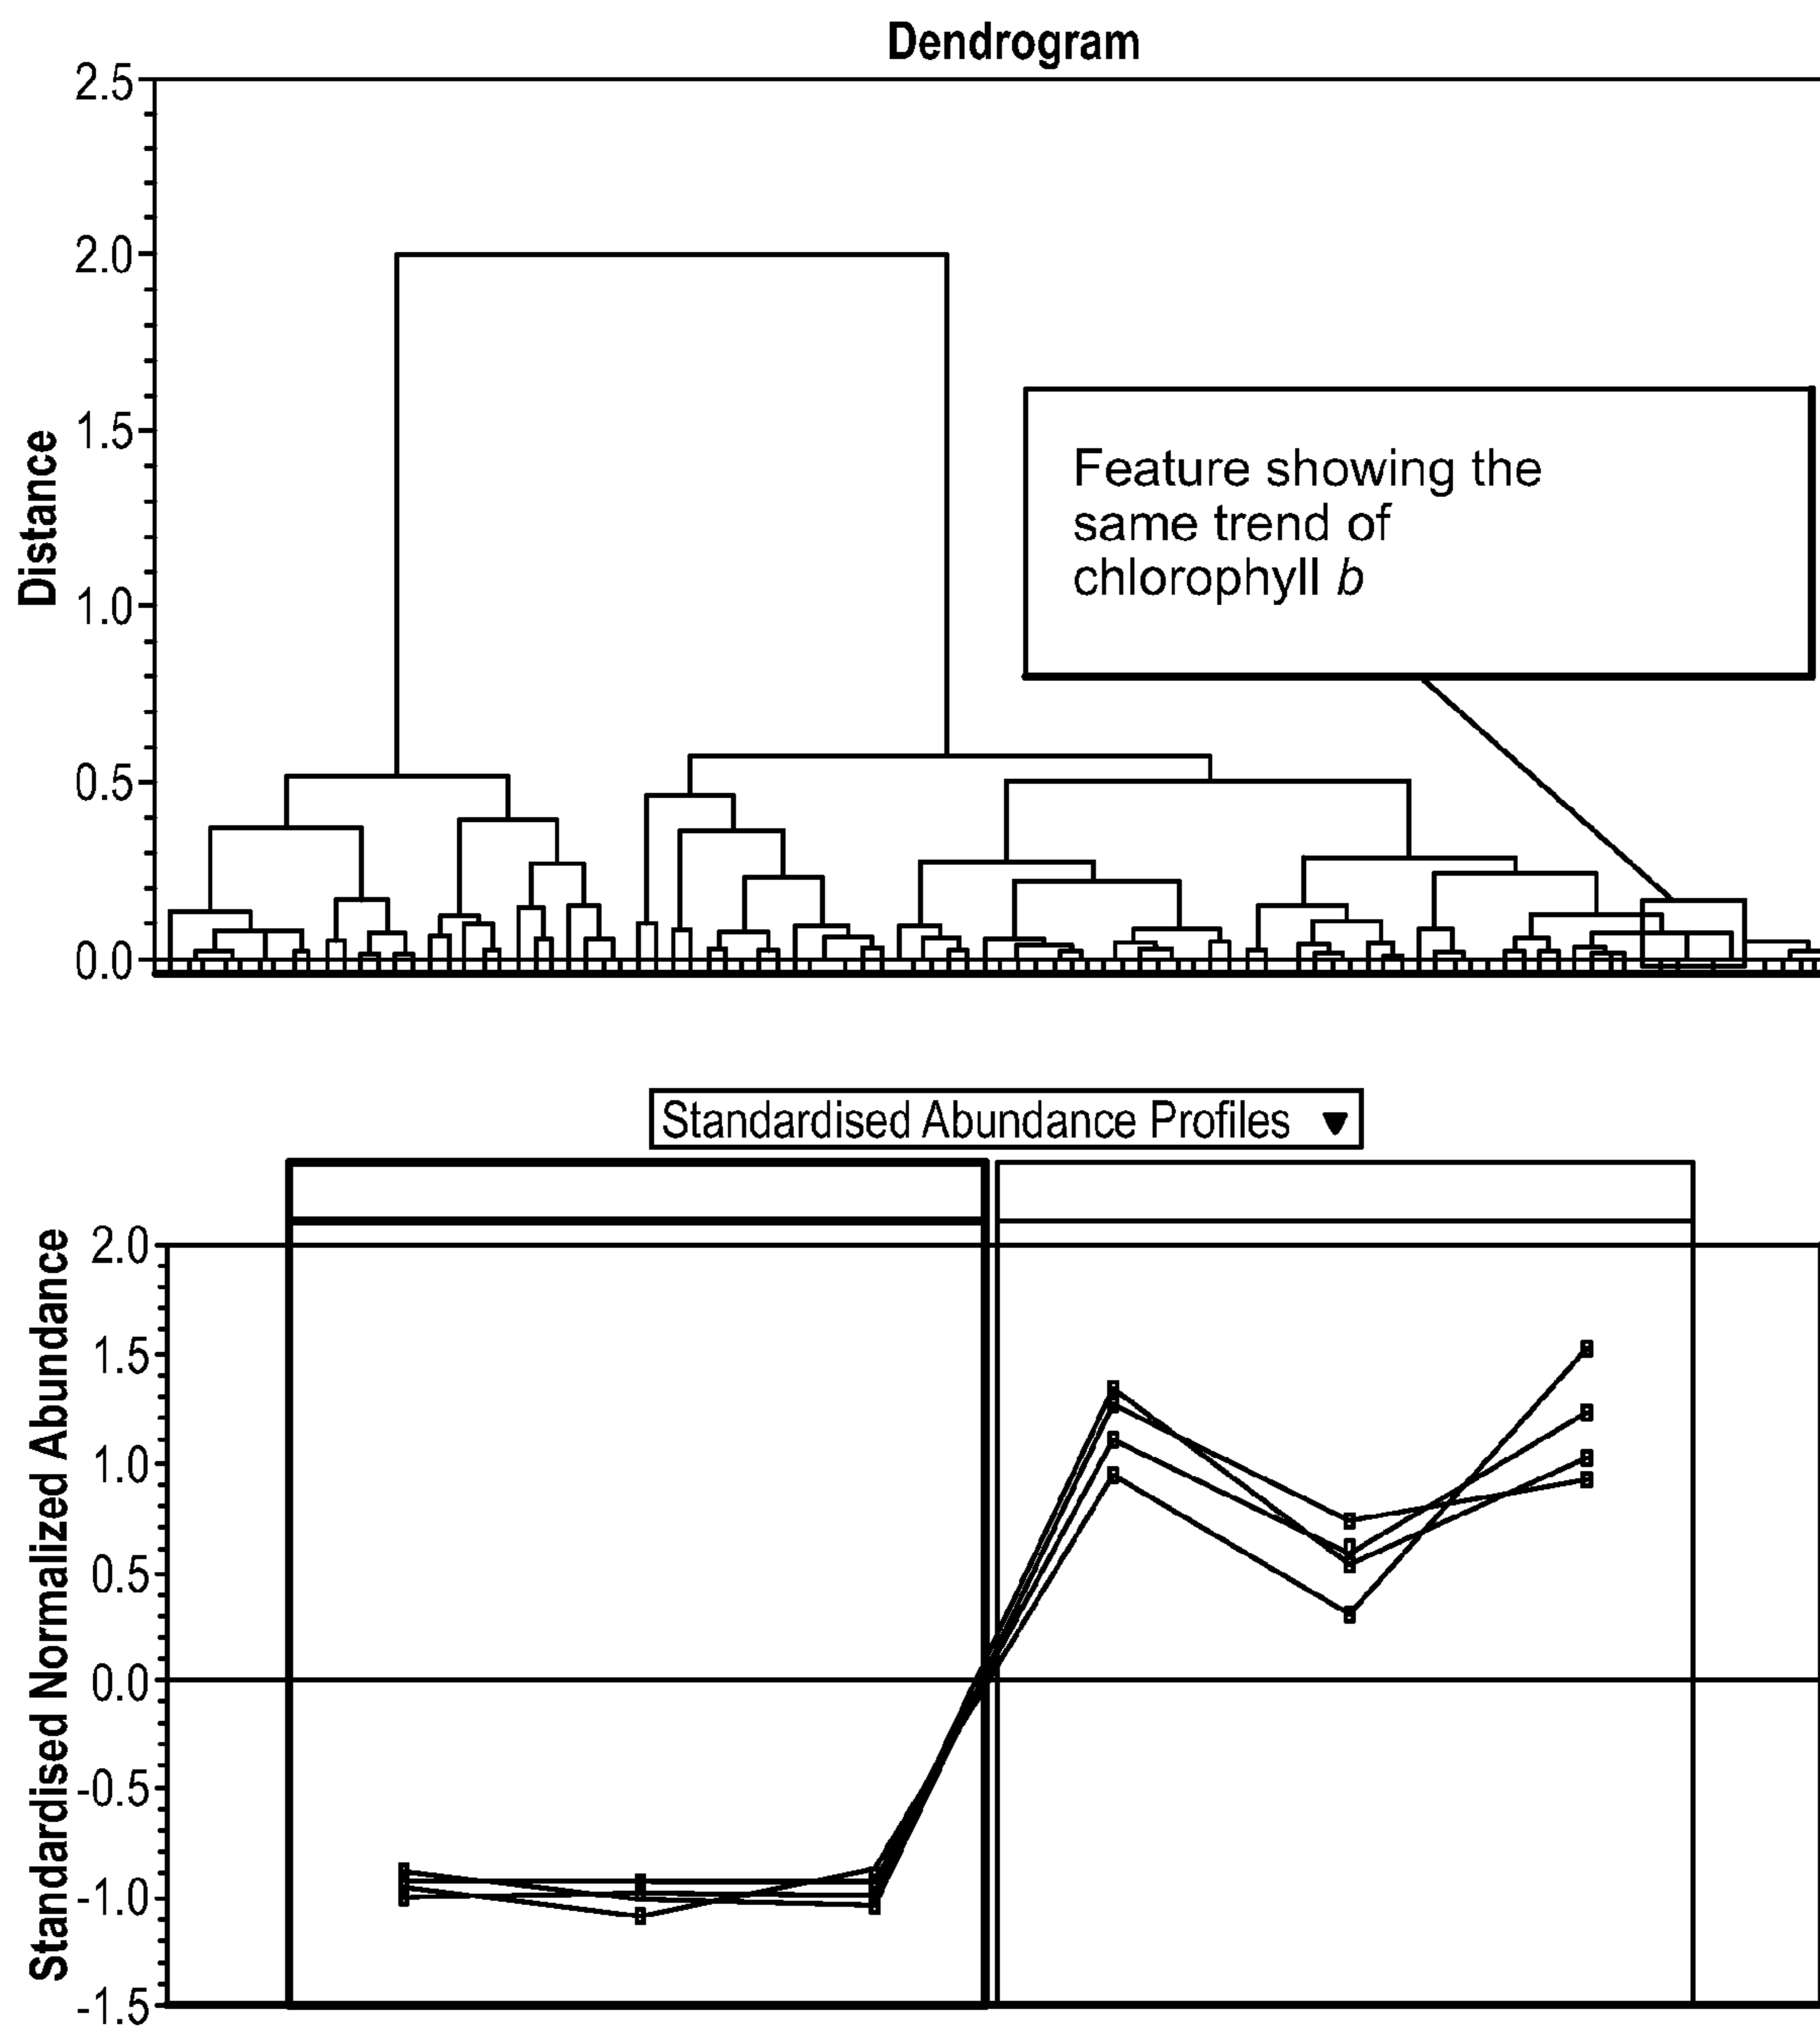 Dendrogram
2.5
2.0
1.5
1.0
0.5
0.0
Distance
Feature showing the
same trend of
chlorophyll b
Standardised Abundance Profiles ▼
2.0
1.5
1.0
0.5
0.0
-0.5
-1.0
-1.5
Standardised Normalized Abundance